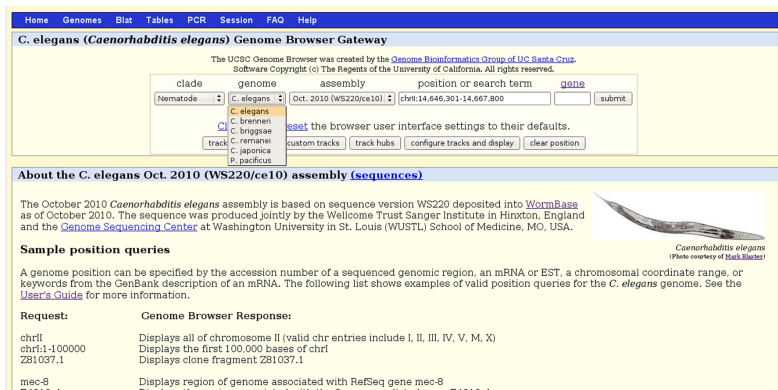 Home Genomes Blat Tables PCR Session FAQ Help
C. elegans (Caenorhabditis elegans) Genome Browser Gateway
The UCSC Genome Browser was created by the Genome Bioinformatics Group of UC Santa Cruz.
Software Copyright (c) The Regents of the University of California. All rights reserved.
clade genome assembly position or search term gene
Nematode C. elegans Oct. 2010 (WS220/ce10) chrII:14,646,301-14,667,800 submit
C. elegans
C. brenneri
C. briggsae
C. remanei
C. japonica
P. pacificus
Cl eset the browser user interface settings to their defaults.
track custom tracks track hubs configure tracks and display clear position
About the C. elegans Oct. 2010 (WS220/ce10) assembly (sequences)
The October 2010 Caenorhabditis elegans assembly is based on sequence version WS220 deposited into WormBase
as of October 2010. The sequence was produced jointly by the Wellcome Trust Sanger Institute in Hinxton, England
and the Genome Sequencing Center at Washington University in St. Louis (WUSTL) School of Medicine, MO, USA.
Caenorhabditis elegans
(Photo courtesy of Mark Blaxter)
Sample position queries
A genome position can be specified by the accession number of a sequenced genomic region, an mRNA or EST, a chromosomal coordinate range, or
keywords from the GenBank description of an mRNA. The following list shows examples of valid position queries for the C. elegans genome. See the
User's Guide for more information.
Request: Genome Browser Response:
chrII Displays all of chromosome II (valid chr entries include I, II, III, IV, V, M, X)
chrI:1-100000 Displays the first 100,000 bases of chrI
Z81037.1 Displays clone fragment Z81037.1
mec-8 Displays region of genome associated with RefSeq gene mec-8